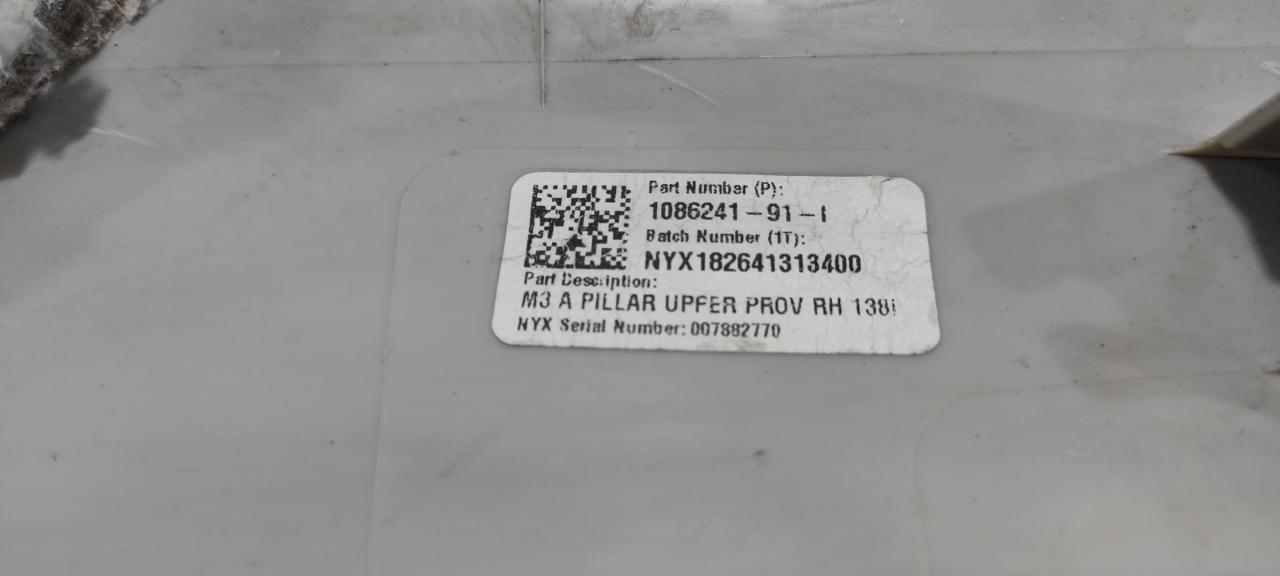 Part Number (P):
1086241-91-I
Batch Number (1T):
NYX182641313400
Part Description:
M3 A PILLAR UPPER PROV RH
NYX Serial Number: 007882770